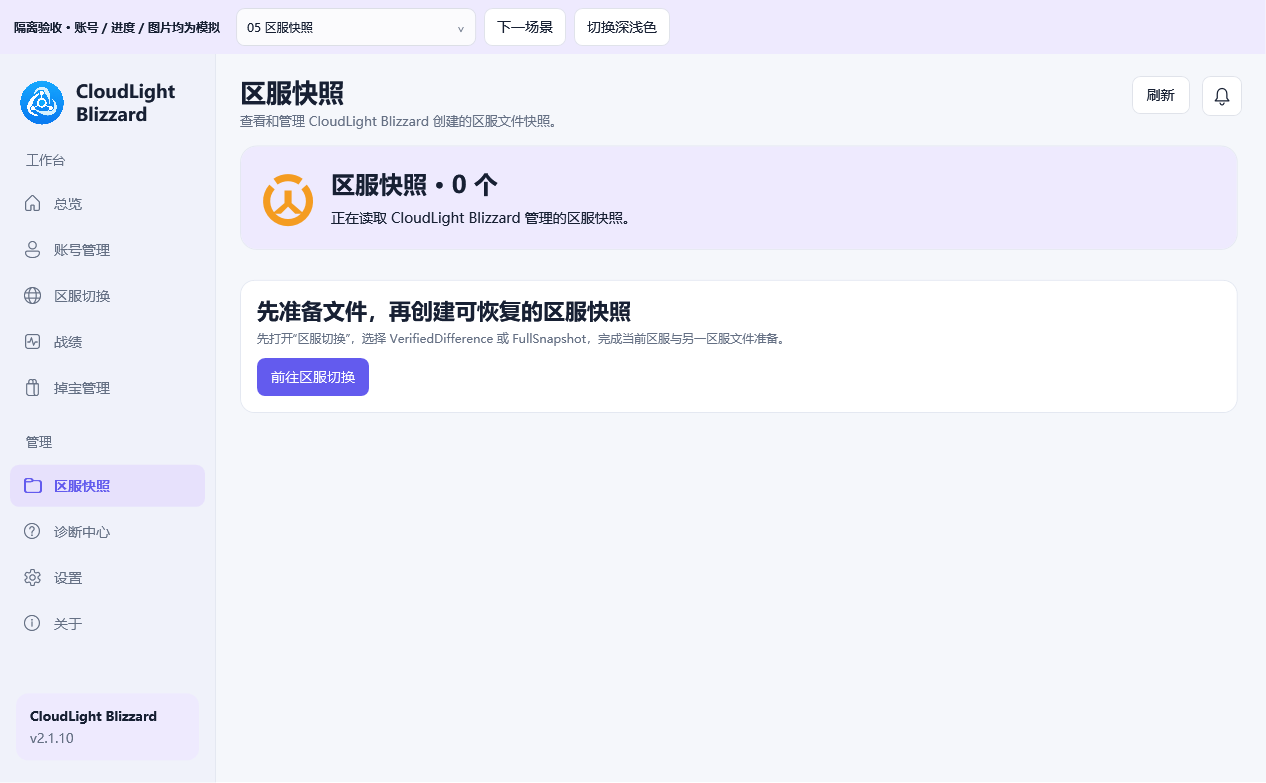 隔离验收 • 账号 / 进度 / 图片均为模拟
05 区服快照
下一场景
切换深浅色
CloudLight
Blizzard
工作台
总览
账号管理
区服切换
战绩
掉宝管理
管理
区服快照
诊断中心
设置
关于
CloudLight Blizzard
v2.1.10
区服快照
查看和管理 CloudLight Blizzard 创建的区服文件快照。
刷新
区服快照 • 0 个
正在读取 CloudLight Blizzard 管理的区服快照。
先准备文件，再创建可恢复的区服快照
先打开“区服切换”，选择 VerifiedDifference 或 FullSnapshot，完成当前区服与另一区服文件准备。
前往区服切换